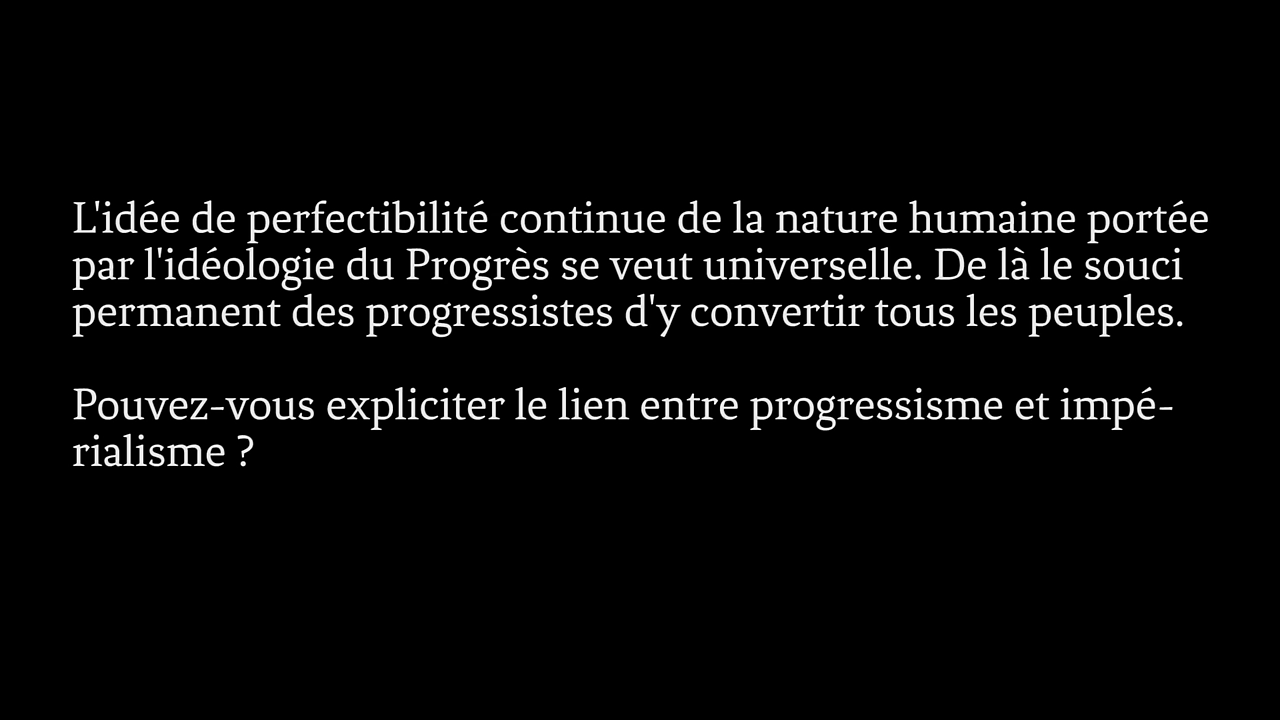 L'idée de perfectibilité continue de la nature humaine portée
par l'idéologie du Progrès se veut universelle. De là le souci
permanent des progressistes d'y convertir tous les peuples.
Pouvez-vous expliciter le lien entre progressisme et impé-
rialisme ?